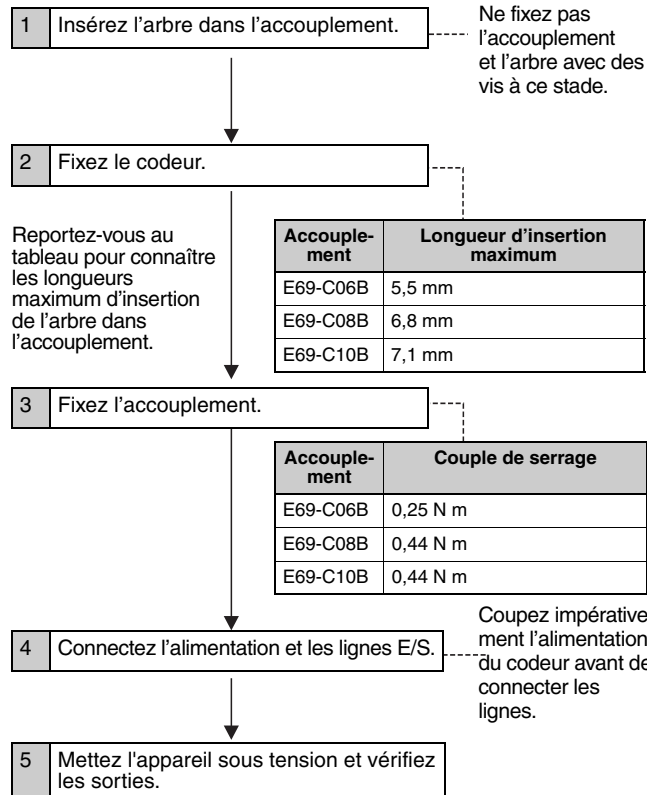 1 Insérez l'arbre dans l'accouplement.
Ne fixez pas
l'accouplement
et l'arbre avec des
vis à ce stade.
2 Fixez le codeur.
Reportez-vous au
tableau pour connaître
les longueurs
maximum d'insertion
de l'arbre dans
l'accouplement.
Accouple-
ment
Longueur d'insertion
maximum
E69-C06B 5,5 mm
E69-C08B 6,8 mm
E69-C10B 7,1 mm
3 Fixez l'accouplement.
Accouple-
ment
Couple de serrage
E69-C06B 0,25 N m
E69-C08B 0,44 N m
E69-C10B 0,44 N m
4 Connectez l'alimentation et les lignes E/S.
Coupez impérative
ment l'alimentation
du codeur avant de
connecter les
lignes.
5 Mettez l'appareil sous tension et vérifiez
les sorties.